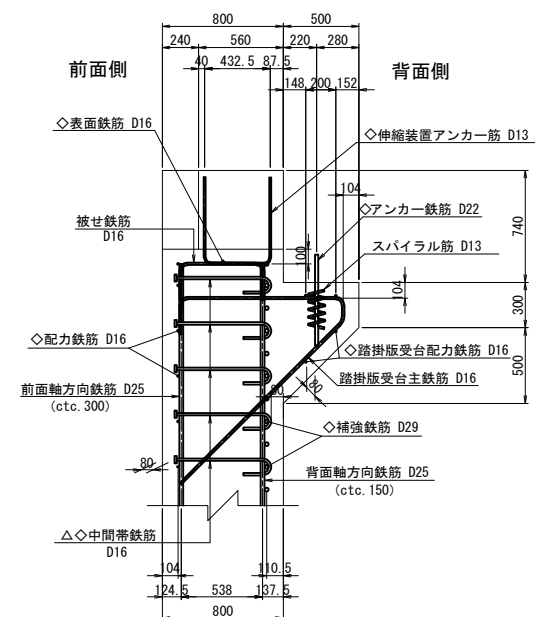 800
500
240
560
220
280
40
432.5
87.5
前面側
背面側
148
200
152
◇表面鉄筋 D16
◇伸縮装置アンカー筋 D13
104
◇アンカー鉄筋 D22
被せ鉄筋
D16
スパイラル筋 D13
740
100
104
300
◇配力鉄筋 D16
◇踏掛版受台配力鉄筋 D16
踏掛版受台主鉄筋 D16
500
前面軸方向鉄筋 D25
(ctc.300)
80
80
◇補強鉄筋 D29
80
背面軸方向鉄筋 D25
(ctc.150)
△◇中間帯鉄筋
D16
104
110.5
124.5
538
137.5
800